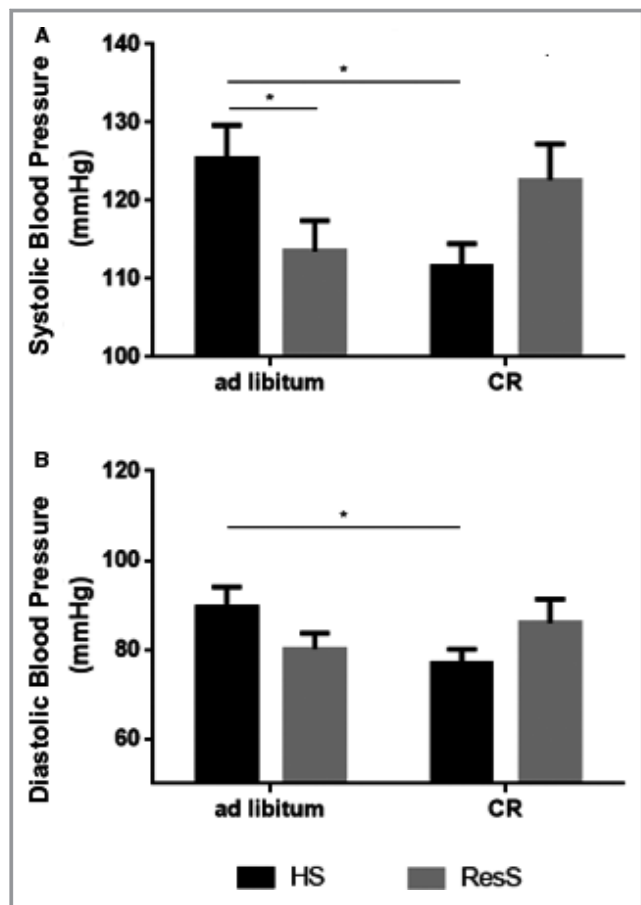 A
Systolic Blood Pressure
(mmHg)
140
130
120
110
100
*
*
ad libitum CR
B
Diastolic Blood Pressure
(mmHg)
120
100
80
60
*
ad libitum CR
HS ResS